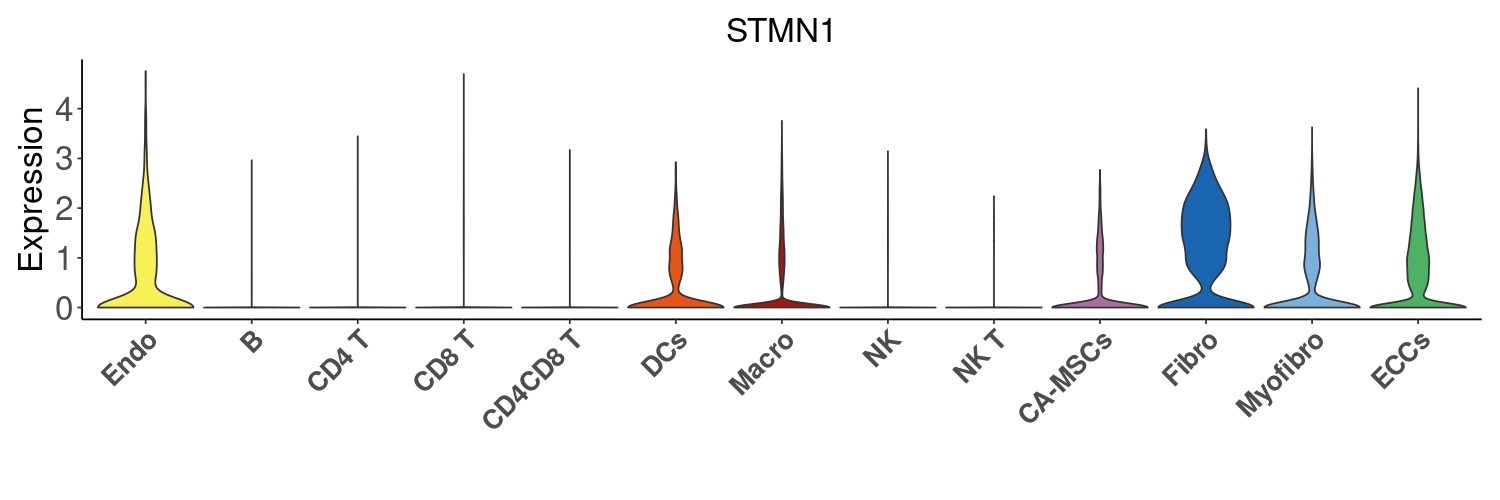 STMN1
Expression
4
3
2
1
0
Endo
B
CD4 T
CD8 T
CD4CD8 T
DCs
Macro
NK
NK T
CA-MSCs
Fibro
Myofibro
ECCs